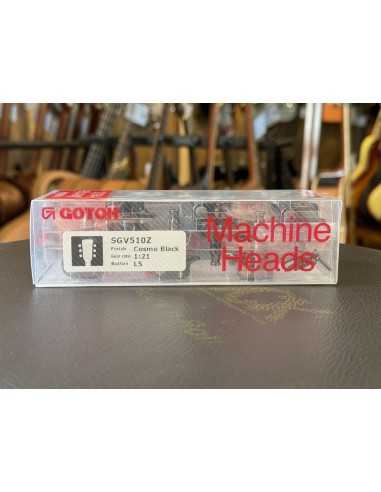 GOTOH
SGV510Z
Finish Cosmo Black
Gear ratio 1:21
Button L5
Machine
Heads